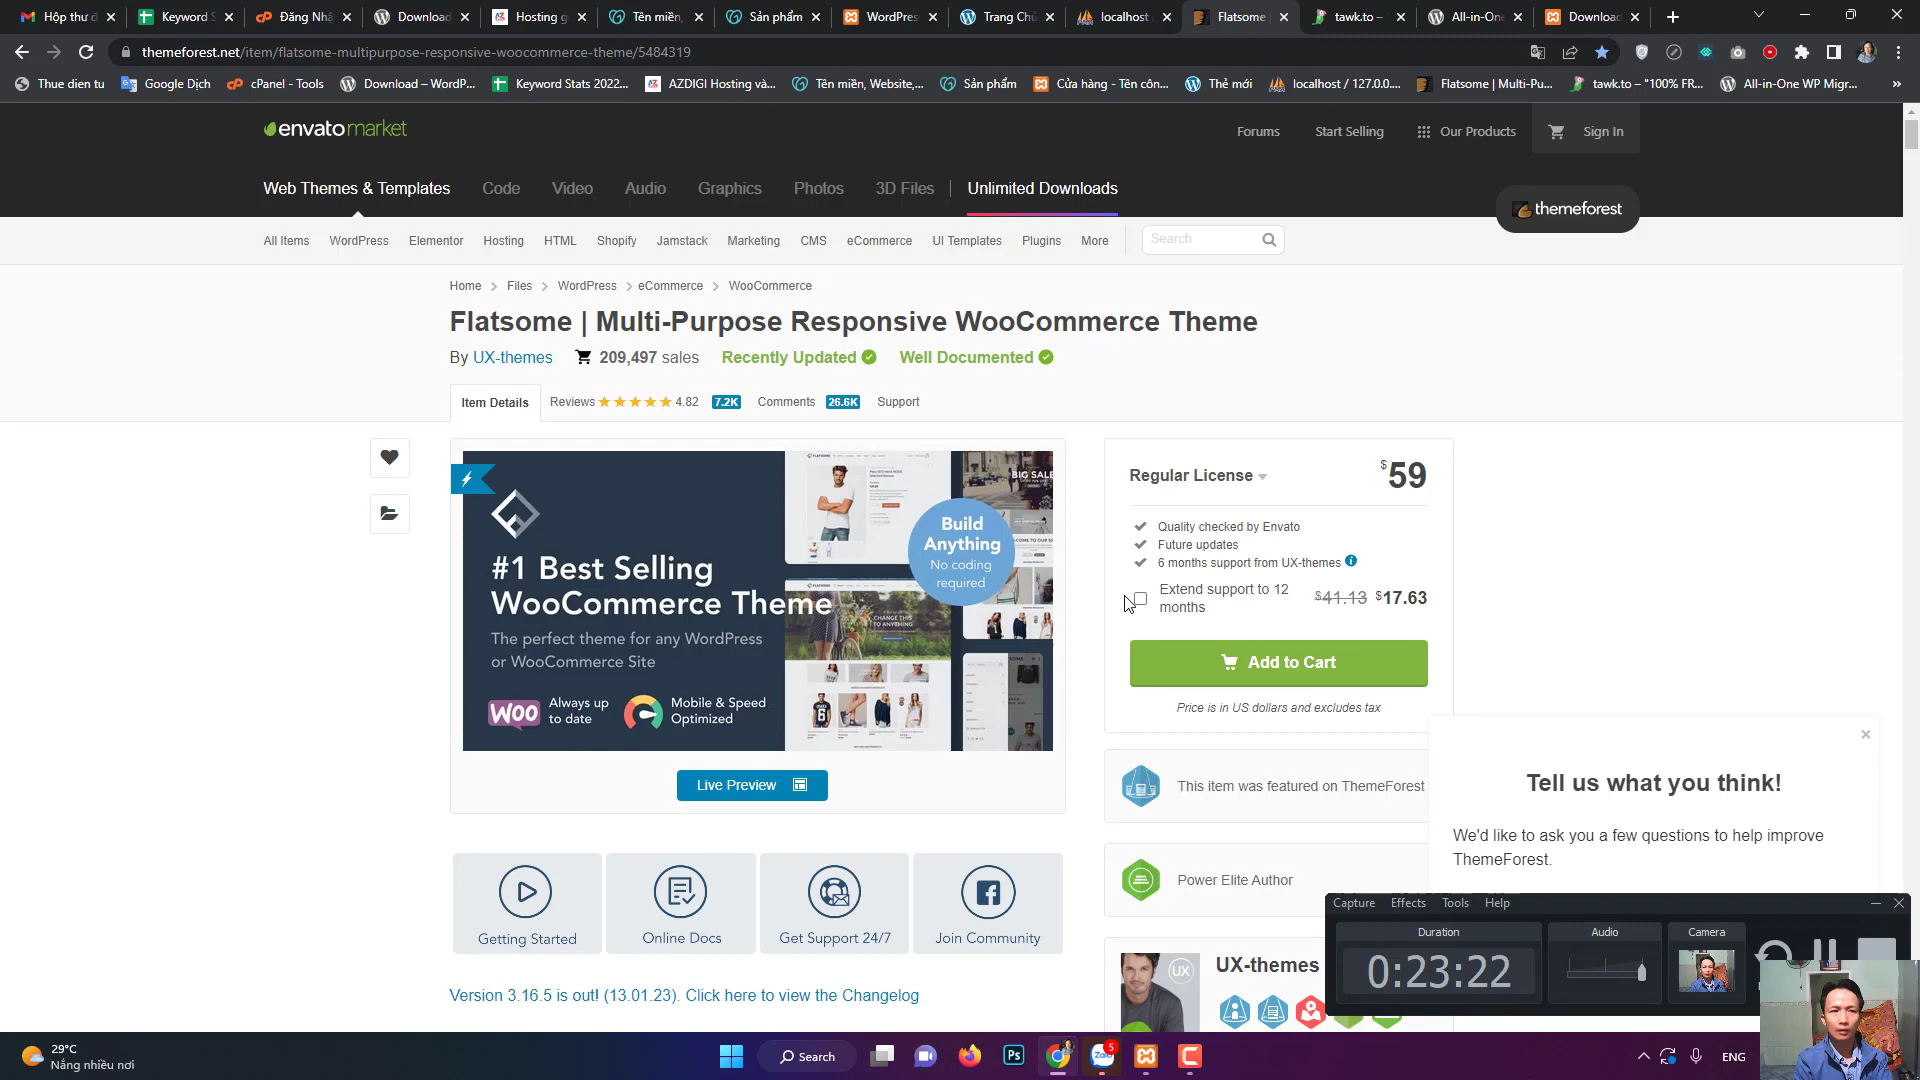 Hộp thư đ
Keyword S
Đăng Nhậ
Download
Hosting g
Tên miền,
Sản phẩm
WordPres
Trang Chủ
localhost
Flatsome
tawk.to –
All-in-One
Download
themeforest.net/item/flatsome-multipurpose-responsive-woocommerce-theme/5484319
Thue dien tu
Google Dịch
cPanel - Tools
Download – WordP...
Keyword Stats 2022...
AZDIGI Hosting và...
Tên miền, Website,...
Sản phẩm
Cửa hàng - Tên côn...
Thẻ mới
localhost / 127.0.0....
Flatsome | Multi-Pu...
tawk.to – "100% FR...
All-in-One WP Migr...
»
envato market
Forums
Start Selling
Our Products
Sign In
Web Themes & Templates
Code
Video
Audio
Graphics
Photos
3D Files
Unlimited Downloads
themeforest
All Items
WordPress
Elementor
Hosting
HTML
Shopify
Jamstack
Marketing
CMS
eCommerce
UI Templates
Plugins
More
Search
Home > Files > WordPress > eCommerce > WooCommerce
Flatsome | Multi-Purpose Responsive WooCommerce Theme
By UX-themes 209,497 sales Recently Updated Well Documented
Item Details
Reviews 4.82 7.2K
Comments 26.6K
Support
#1 Best Selling
WooCommerce Theme
The perfect theme for any WordPress
or WooCommerce Site
WOO
Always up
to date
Mobile & Speed
Optimized
Build
Anything
No coding
required
BIG SALE
CHANGE THIS
TO ANYTHING
Live Preview
Regular License
$59
Quality checked by Envato
Future updates
6 months support from UX-themes
Extend support to 12
months
$41.13 $17.63
Add to Cart
Price is in US dollars and excludes tax
This item was featured on ThemeForest
Power Elite Author
UX
UX-themes
Getting Started
Online Docs
Get Support 24/7
Join Community
Version 3.16.5 is out! (13.01.23). Click here to view the Changelog
×
Tell us what you think!
We'd like to ask you a few questions to help improve
ThemeForest.
Capture
Effects
Tools
Help
Duration
0:23:22
Audio
Camera
29°C
Nắng nhiều nơi
Search
Ps
Zalo
5
ENG